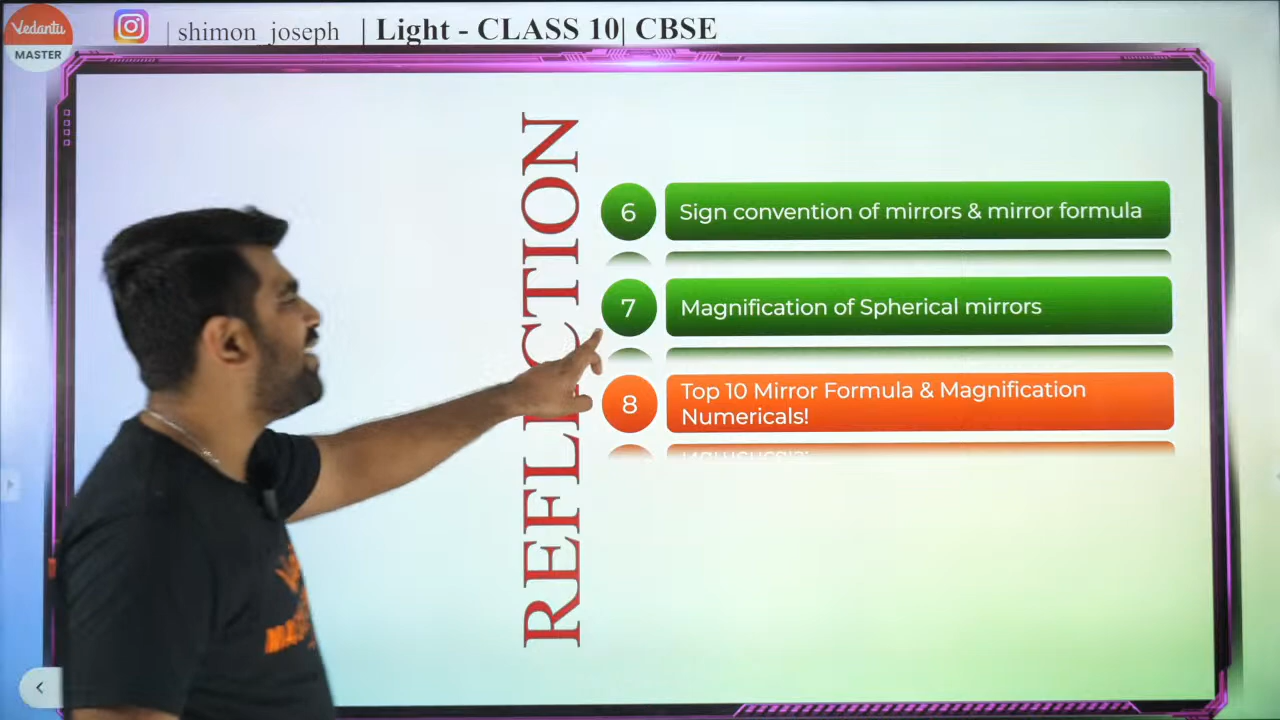 Vedantu
MASTER
| shimon_joseph | Light - CLASS 10| CBSE
REFLECTION
6 Sign convention of mirrors & mirror formula
7 Magnification of Spherical mirrors
8 Top 10 Mirror Formula & Magnification
Numericals!